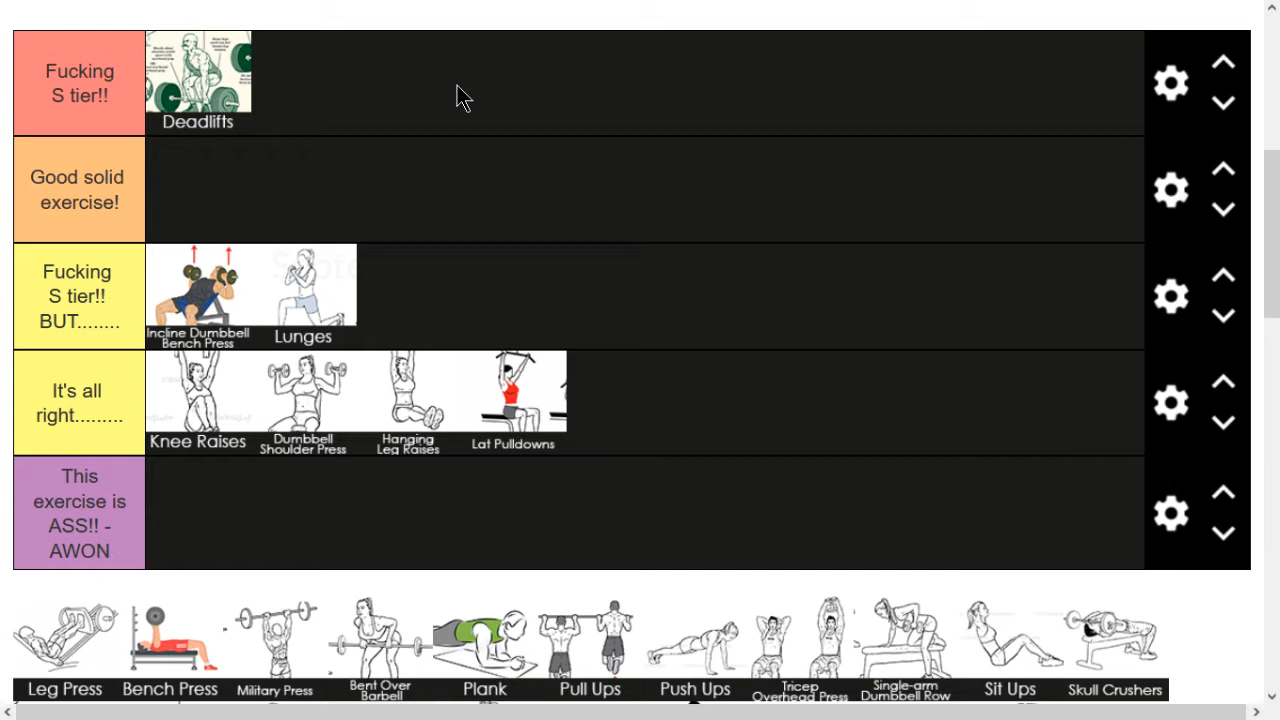 Fucking
S tier!!
Deadlifts
Good solid
exercise!
Fucking
S tier!!
BUT........
Incline Dumbbell
Bench Press
Lunges
It's all
right.........
Knee Raises
Dumbbell
Shoulder Press
Hanging
Leg Raises
Lat Pulldowns
This
exercise is
ASS!! -
AWON
Leg Press
Bench Press
Military Press
Bent Over
Barbell
Plank
Pull Ups
Push Ups
Tricep
Overhead Press
Single-arm
Dumbbell Row
Sit Ups
Skull Crushers